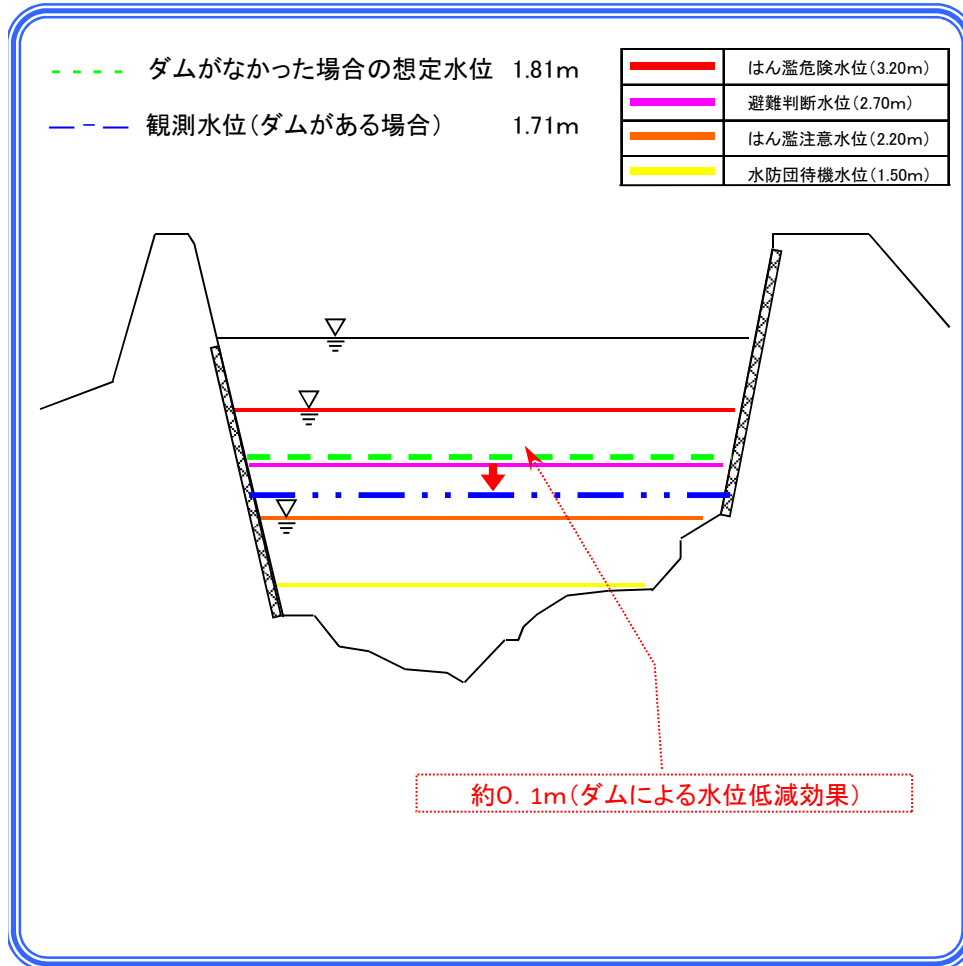 ダムがなかった場合の想定水位 1.81m
観測水位(ダムがある場合) 1.71m
はん濫危険水位(3.20m)
避難判断水位(2.70m)
はん濫注意水位(2.20m)
水防団待機水位(1.50m)
約0.1m(ダムによる水位低減効果)